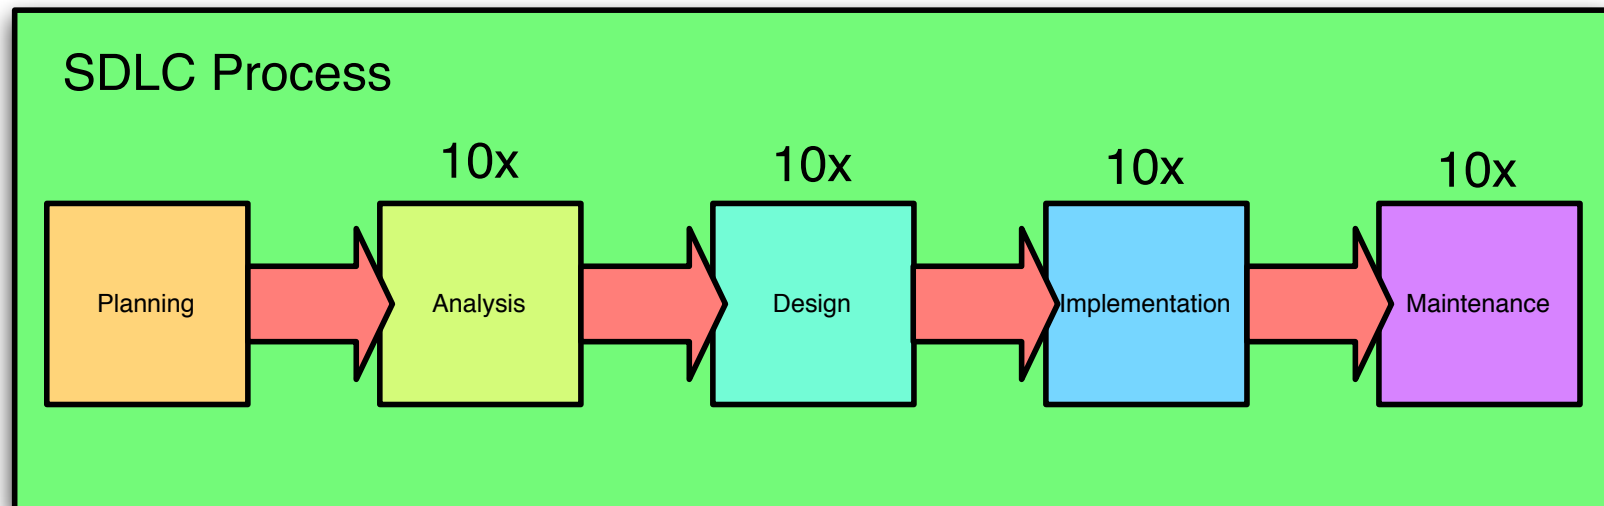 SDLC Process
10x
10x
10x
10x
Planning
Analysis
Design
Implementation
Maintenance